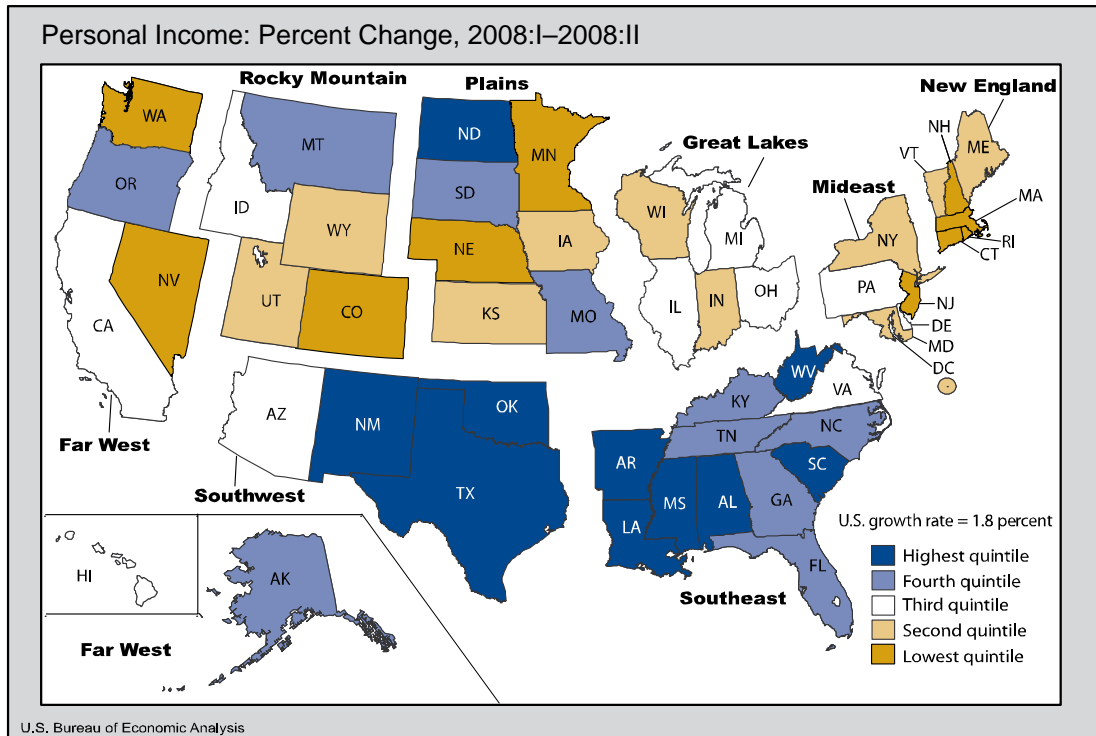 Personal Income: Percent Change, 2008:I–2008:II
Rocky Mountain
Plains
New England
WA
MT
ND
MN
NH
ME
VT
Great Lakes
OR
ID
SD
WI
Mideast
MA
WY
MI
NY
RI
CT
NE
IA
NV
UT
CO
KS
MO
IL
IN
OH
PA
NJ
DE
MD
DC
CA
WV
VA
KY
AZ
NM
OK
TN
NC
Far West
AR
SC
Southwest
TX
MS
AL
GA
LA
U.S. growth rate = 1.8 percent
Highest quintile
HI
AK
FL
Fourth quintile
Southeast
Third quintile
Second quintile
Far West
Lowest quintile
U.S. Bureau of Economic Analysis